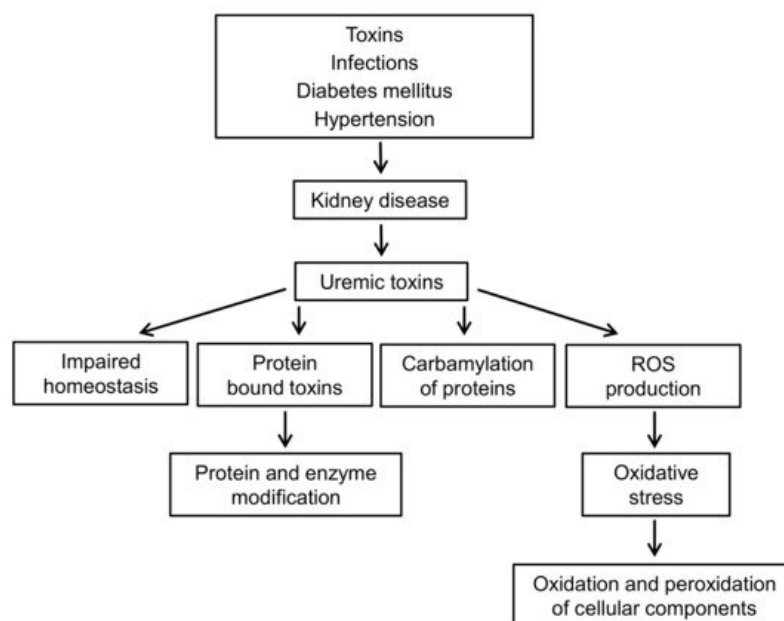 Toxins
Infections
Diabetes mellitus
Hypertension
Kidney disease
Uremic toxins
Impaired
homeostasis
Protein
bound toxins
Carbamylation
of proteins
ROS
production
Protein and enzyme
modification
Oxidative
stress
Oxidation and peroxidation
of cellular components